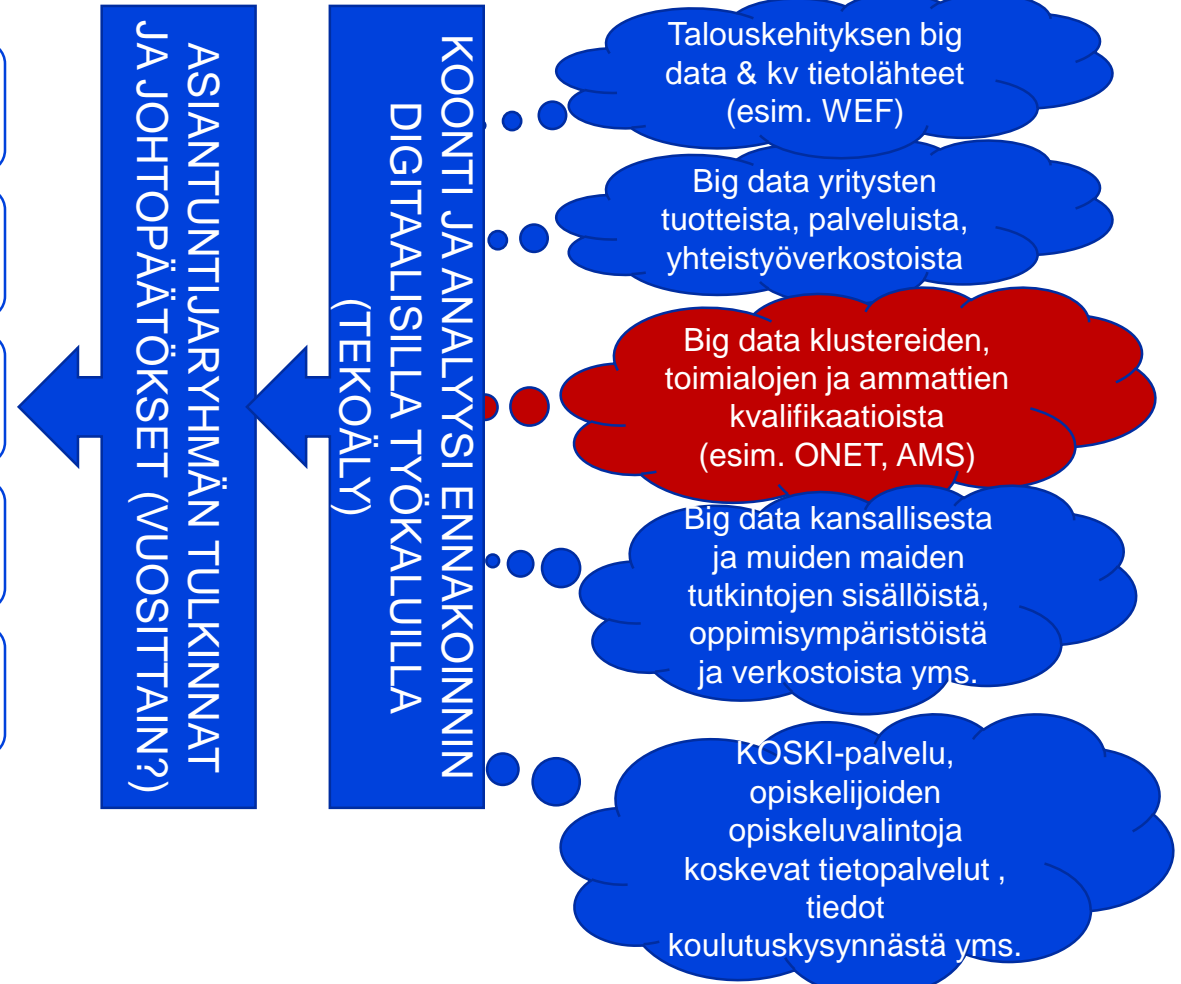 ASIANTUNTIJARYHMÄN TULKINNAT
JA JOHTOPÄÄTÖKSET (VUOSITTAIN?)
KOONTI JA ANALYYSI ENNAKOINNIN
DIGITAALISILLA TYÖKALUILLA
(TEKOÄLY)
Talouskehityksen big
data & kv tietolähteet
(esim. WEF)
Big data yritysten
tuotteista, palveluista,
yhteistyöverkostoista
Big data klustereiden,
toimialojen ja ammattien
kvalifikaatioista
(esim. ONET, AMS)
Big data kansallisesta
ja muiden maiden
tutkintojen sisällöistä,
oppimisympäristöistä
ja verkostoista yms.
KOSKI-palvelu,
opiskelijoiden
opiskeluvalintoja
koskevat tietopalvelut ,
tiedot
koulutuskysynnästä yms.